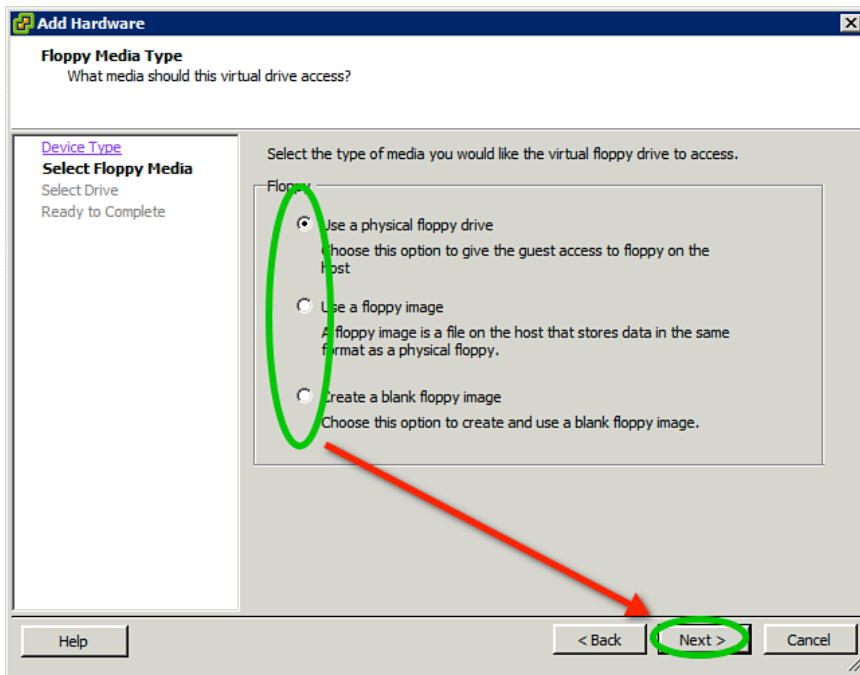 Add Hardware
Floppy Media Type
What media should this virtual drive access?
Device Type
Select Floppy Media
Select Drive
Ready to Complete
Select the type of media you would like the virtual floppy drive to access.
Floppy
Use a physical floppy drive
Choose this option to give the guest access to floppy on the
host
Use a floppy image
A floppy image is a file on the host that stores data in the same
format as a physical floppy.
Create a blank floppy image
Choose this option to create and use a blank floppy image.
Help
< Back
Next >
Cancel